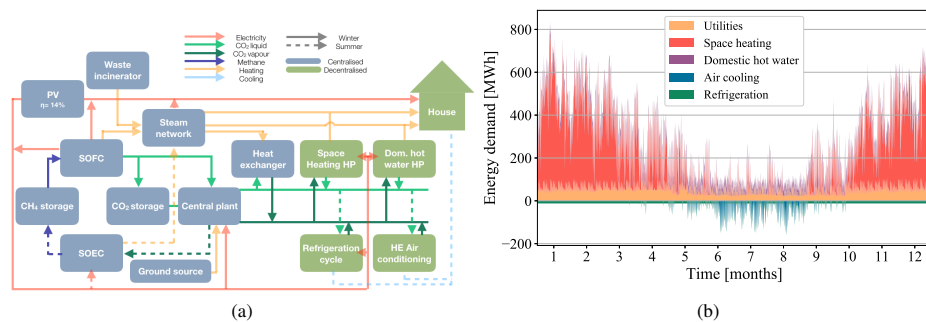 Electricity
CO₂ liquid
CO₂ vapour
Methane
Heating
Cooling
Winter
Summer
Centralised
Decentralised
Waste
incinerator
PV
η= 14%
House
Steam
network
SOFC
Heat
exchanger
Space
Heating HP
Dom. hot
water HP
CH₄ storage
CO₂ storage
Central plant
SOEC
Ground source
Refrigeration
cycle
HE Air
conditioning
(a)
Energy demand [MWh]
800
600
400
200
0
−200
Utilities
Space heating
Domestic hot water
Air cooling
Refrigeration
1 2 3 4 5 6 7 8 9 10 11 12
Time [months]
(b)